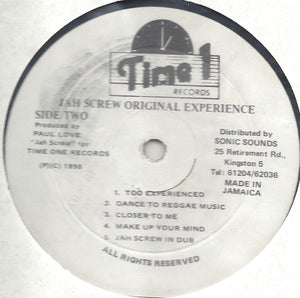 Time 1
RECORDS
JAH SCREW ORIGINAL EXPERIENCE
SIDE TWO
Produced by
PAUL LOVE
"Jah Screw" for
TIME ONE RECORDS
(P)(C) 1990
Distributed by
SONIC SOUNDS
25 Retirement Rd.,
Kingston 5
Tel: 61204/62036
MADE IN
JAMAICA
1 TOO EXPERIENCED
2. DANCE TO REGGAE MUSIC
3. CLOSER TO ME
4. MAKE UP YOUR MIND
5. JAH SCREW IN DUB
ALL RIGHTS RESERVED